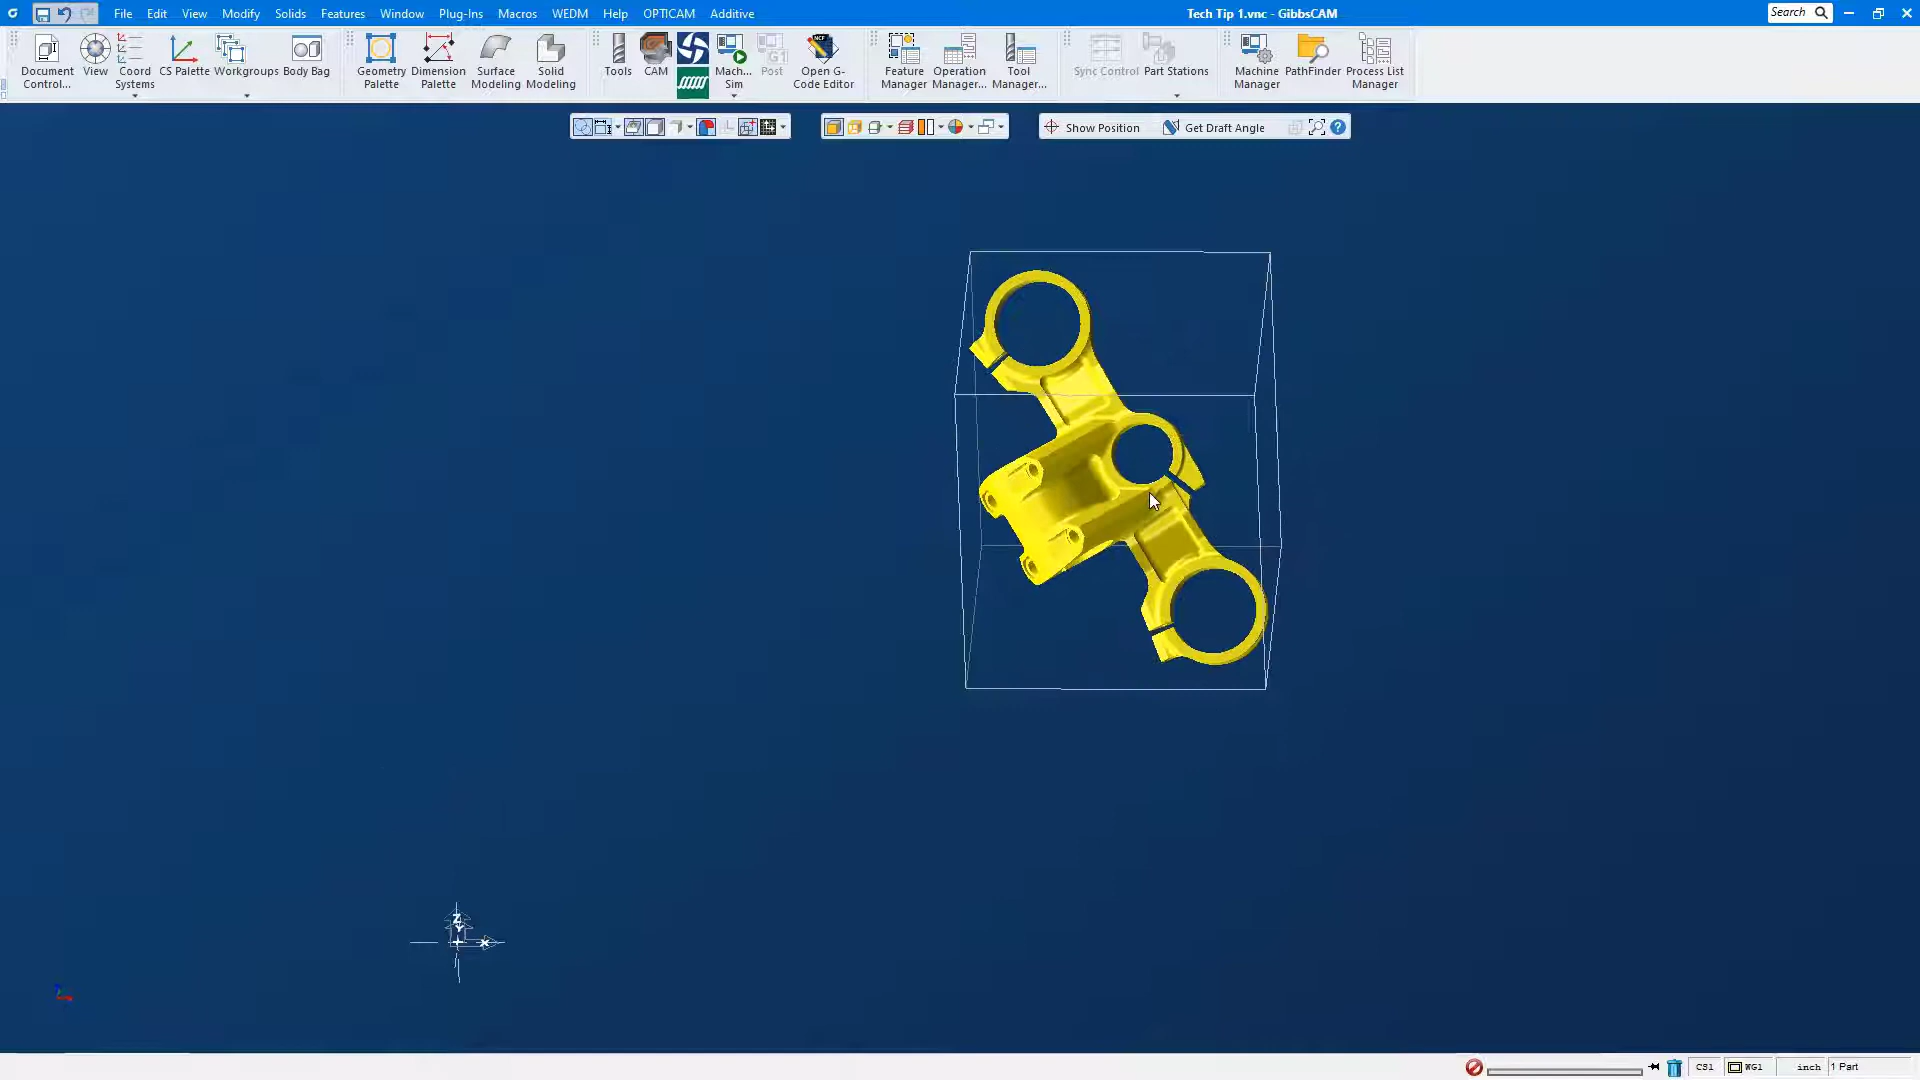 File Edit View Modify Solids Features Window Plug-Ins Macros WEDM Help OPTICAM Additive
Tech Tip 1.vnc - GibbsCAM
Search
Document Control...
View
Coord Systems
CS Palette
Workgroups
Body Bag
Geometry Palette
Dimension Palette
Surface Modeling
Solid Modeling
Tools
CAM
Mach... Sim
Post
Open G-Code Editor
Feature Manager
Operation Manager...
Tool Manager...
Sync Control
Part Stations
Machine Manager
PathFinder
Process List Manager
Show Position
Get Draft Angle
Z
Y
X
CS1
WG1
inch
1 Part